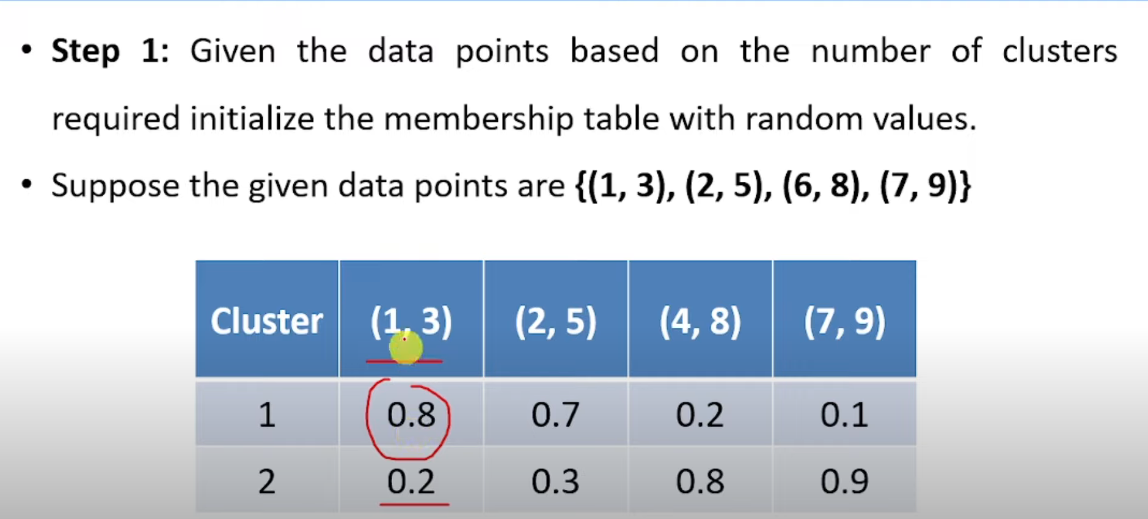 • Step 1: Given the data points based on the number of clusters
required initialize the membership table with random values.
• Suppose the given data points are {(1, 3), (2, 5), (6, 8), (7, 9)}
Cluster (1, 3) (2, 5) (4, 8) (7, 9)
1 0.8 0.7 0.2 0.1
2 0.2 0.3 0.8 0.9